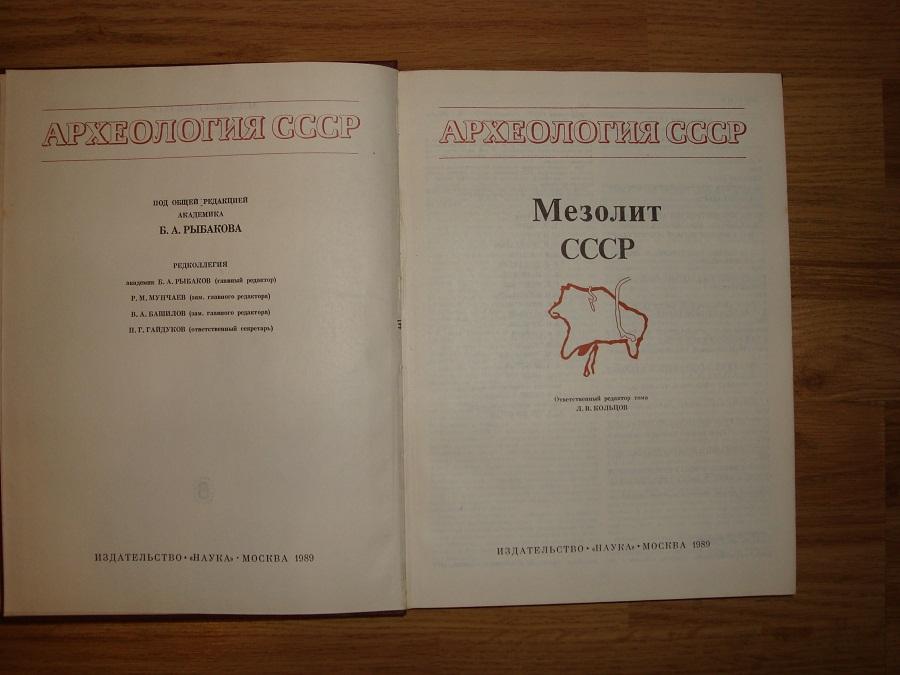 АРХЕОЛОГИЯ СССР
ПОД ОБЩЕЙ РЕДАКЦИЕЙ
АКАДЕМИКА
Б. А. РЫБАКОВА
РЕДКОЛЛЕГИЯ
академик Б. А. РЫБАКОВ (главный редактор)
Р. М. МУНЧАЕВ (зам. главного редактора)
В. А. БАШИЛОВ (зам. главного редактора)
П. Г. ГАЙДУКОВ (ответственный секретарь)
ИЗДАТЕЛЬСТВО · «НАУКА» · МОСКВА 1989
АРХЕОЛОГИЯ СССР
Мезолит
СССР
Ответственный редактор тома
Л. В. КОЛЬЦОВ
ИЗДАТЕЛЬСТВО · «НАУКА» · МОСКВА 1989